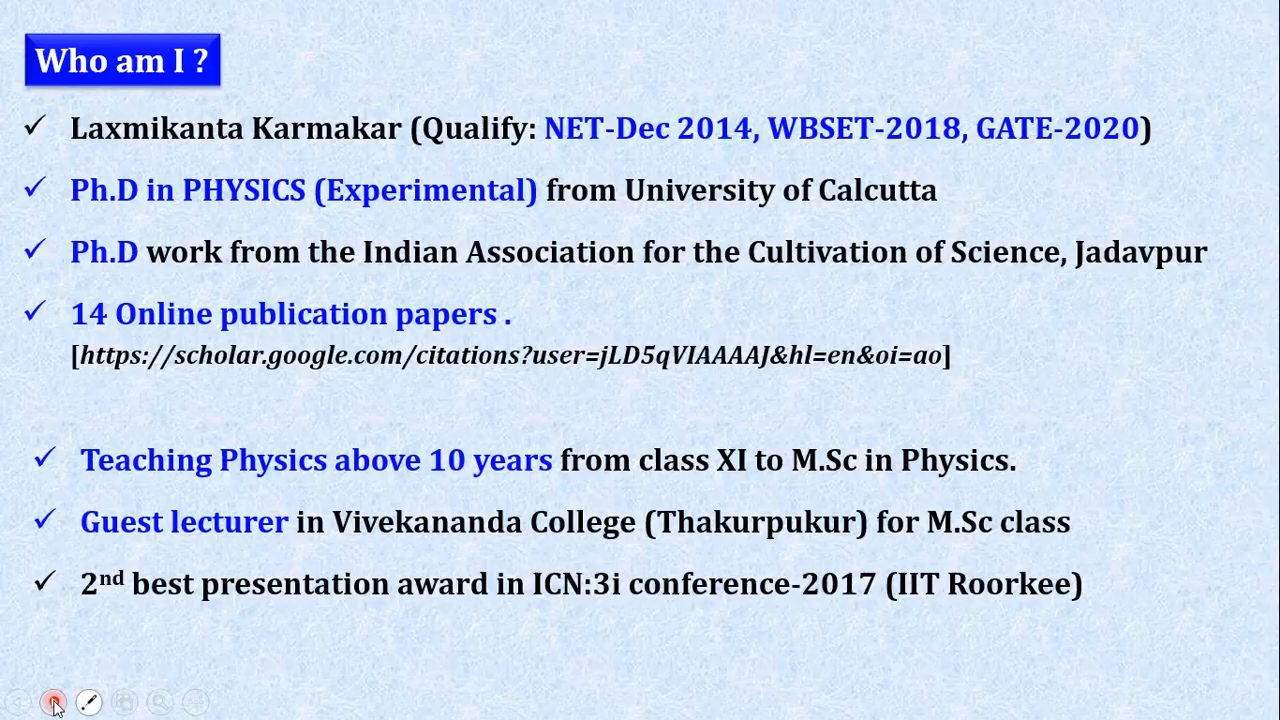 Who am I ?
✓ Laxmikanta Karmakar (Qualify: NET-Dec 2014, WBSET-2018, GATE-2020)
✓ Ph.D in PHYSICS (Experimental) from University of Calcutta
✓ Ph.D work from the Indian Association for the Cultivation of Science, Jadavpur
✓ 14 Online publication papers .
[https://scholar.google.com/citations?user=jLD5qVIAAAAJ&hl=en&oi=ao]
✓ Teaching Physics above 10 years from class XI to M.Sc in Physics.
✓ Guest lecturer in Vivekananda College (Thakurpukur) for M.Sc class
✓ 2nd best presentation award in ICN:3i conference-2017 (IIT Roorkee)